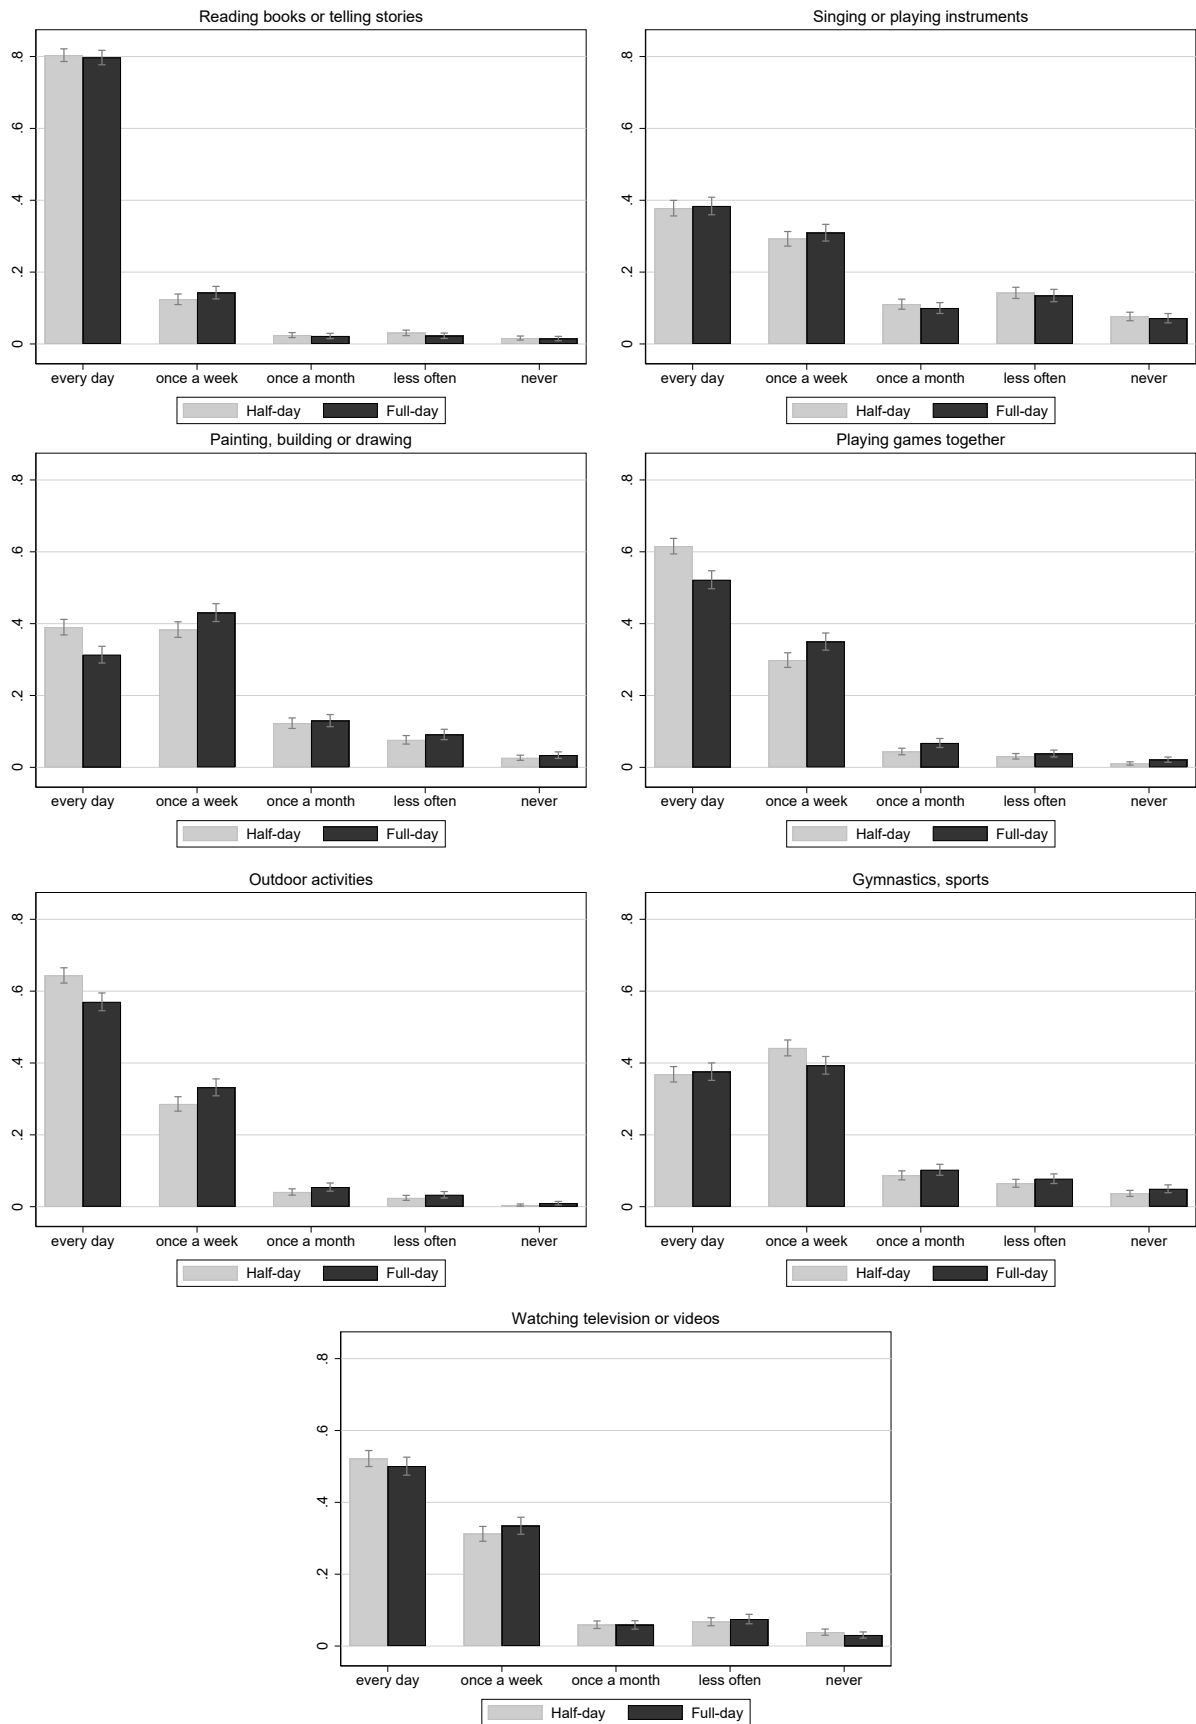 Reading books or telling stories
.8
.6
.4
.2
0
every day once a week once a month less often never
Half-day Full-day
Singing or playing instruments
.8
.6
.4
.2
0
every day once a week once a month less often never
Half-day Full-day
Painting, building or drawing
.8
.6
.4
.2
0
every day once a week once a month less often never
Half-day Full-day
Playing games together
.8
.6
.4
.2
0
every day once a week once a month less often never
Half-day Full-day
Outdoor activities
.8
.6
.4
.2
0
every day once a week once a month less often never
Half-day Full-day
Gymnastics, sports
.8
.6
.4
.2
0
every day once a week once a month less often never
Half-day Full-day
Watching television or videos
.8
.6
.4
.2
0
every day once a week once a month less often never
Half-day Full-day